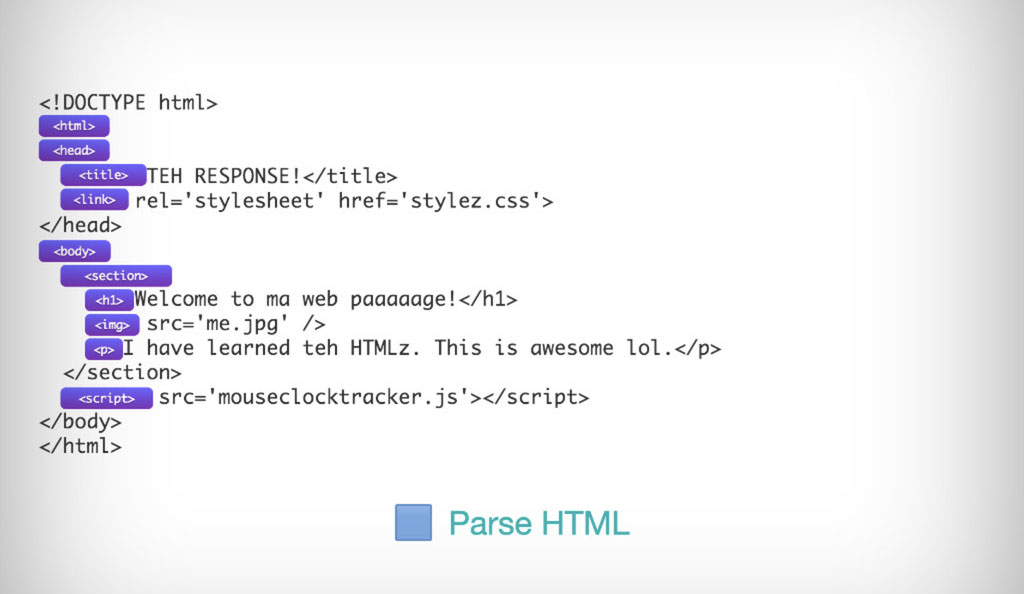 <!DOCTYPE html>
<html>
<head>
<title>TEH RESPONSE!</title>
<link> rel='stylesheet' href='stylez.css'>
</head>
<body>
<section>
<h1>Welcome to ma web paaaaage!</h1>
<img> src='me.jpg' />
<p>I have learned teh HTMLz. This is awesome lol.</p>
</section>
<script> src='mouseclocktracker.js'></script>
</body>
</html>
Parse HTML